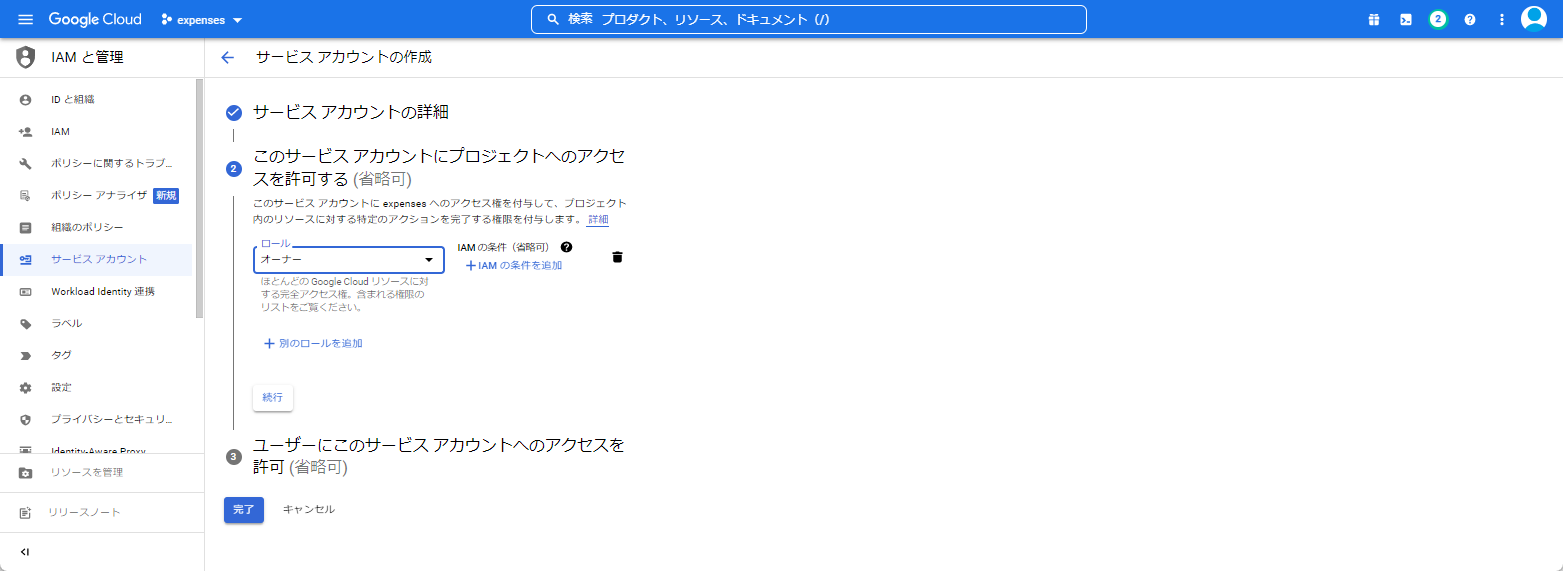 Google Cloud
expenses
検索 プロダクト、リソース、ドキュメント (/)
2
IAM と管理
サービス アカウントの作成
ID と組織
IAM
ポリシーに関するトラブ...
ポリシー アナライザ 新規
組織のポリシー
サービス アカウント
Workload Identity 連携
ラベル
タグ
設定
プライバシーとセキュリ...
Identity-Aware Proxy
リソースを管理
リリースノート
サービス アカウントの詳細
2
このサービス アカウントにプロジェクトへのアクセ
スを許可する (省略可)
このサービス アカウントに expenses へのアクセス権を付与して、プロジェクト
内のリソースに対する特定のアクションを完了する権限を付与します。 詳細
ロール
オーナー
IAM の条件（省略可）
IAM の条件を追加
ほとんどの Google Cloud リソースに対
する完全アクセス権。含まれる権限の
リストをご覧ください。
別のロールを追加
続行
3
ユーザーにこのサービス アカウントへのアクセスを
許可 (省略可)
完了
キャンセル